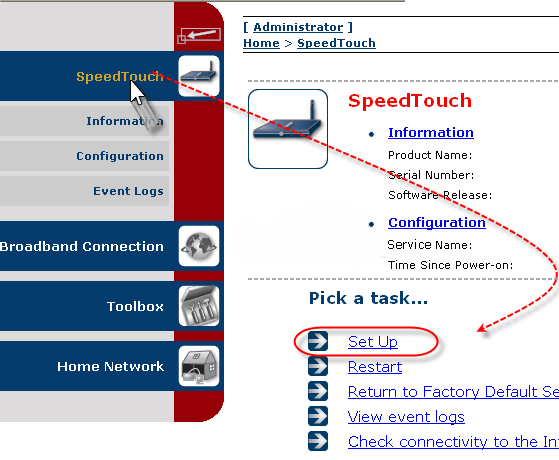 [ Administrator ]
Home > SpeedTouch
SpeedTouch
Information
Configuration
Event Logs
Broadband Connection
Toolbox
Home Network
SpeedTouch
Information
Product Name:
Serial Number:
Software Release:
Configuration
Service Name:
Time Since Power-on:
Pick a task...
Set Up
Restart
Return to Factory Default Se
View event logs
Check connectivity to the In